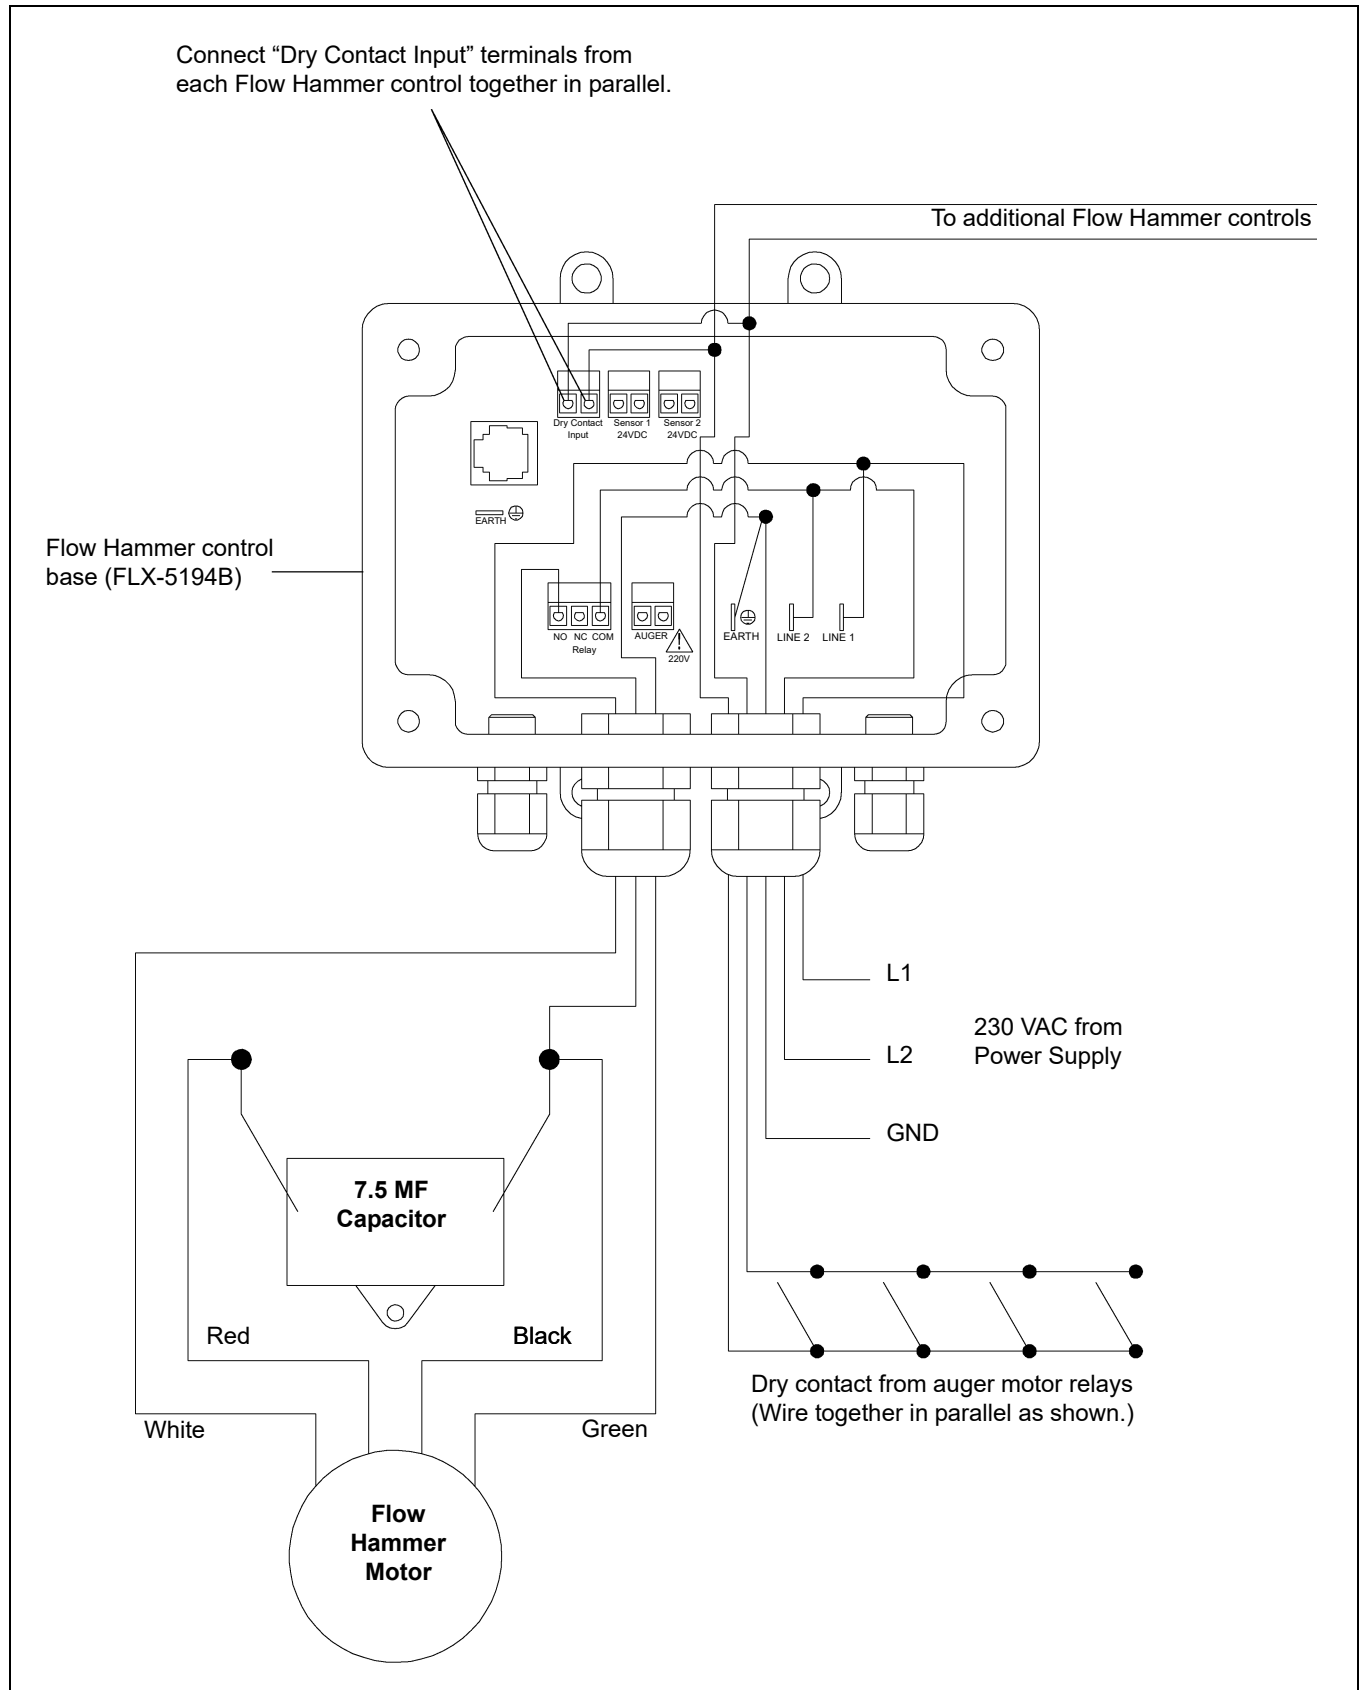 Connect “Dry Contact Input” terminals from
each Flow Hammer control together in parallel.
To additional Flow Hammer controls
Dry Contact
Input
Sensor 1
24VDC
Sensor 2
24VDC
EARTH
Flow Hammer control
base (FLX-5194B)
NO NC COM
Relay
AUGER
220V
EARTH
LINE 2
LINE 1
L1
230 VAC from
Power Supply
L2
GND
7.5 MF
Capacitor
Red
Black
Dry contact from auger motor relays
(Wire together in parallel as shown.)
White
Green
Flow
Hammer
Motor